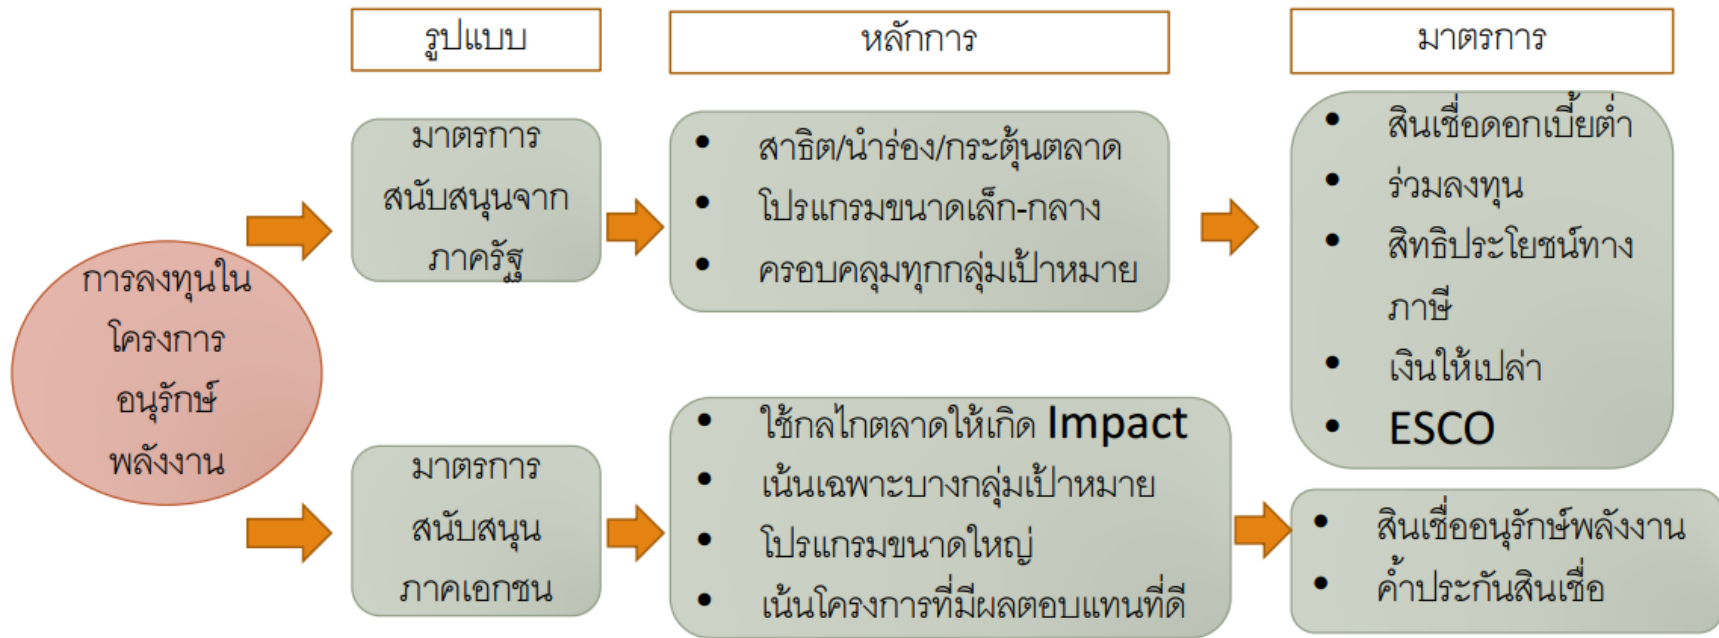 รูปแบบ
หลักการ
มาตรการ
การลงทุนใน
โครงการ
อนุรักษ์
พลังงาน
มาตรการ
สนับสนุนจาก
ภาครัฐ
• สาธิต/นำร่อง/กระตุ้นตลาด
• โปรแกรมขนาดเล็ก-กลาง
• ครอบคลุมทุกกลุ่มเป้าหมาย
• สินเชื่อดอกเบี้ยต่ำ
• ร่วมลงทุน
• สิทธิประโยชน์ทาง
ภาษี
• เงินให้เปล่า
• ESCO
มาตรการ
สนับสนุน
ภาคเอกชน
• ใช้กลไกตลาดให้เกิด Impact
• เน้นเฉพาะบางกลุ่มเป้าหมาย
• โปรแกรมขนาดใหญ่
• เน้นโครงการที่มีผลตอบแทนที่ดี
• สินเชื่ออนุรักษ์พลังงาน
• ค้ำประกันสินเชื่อ